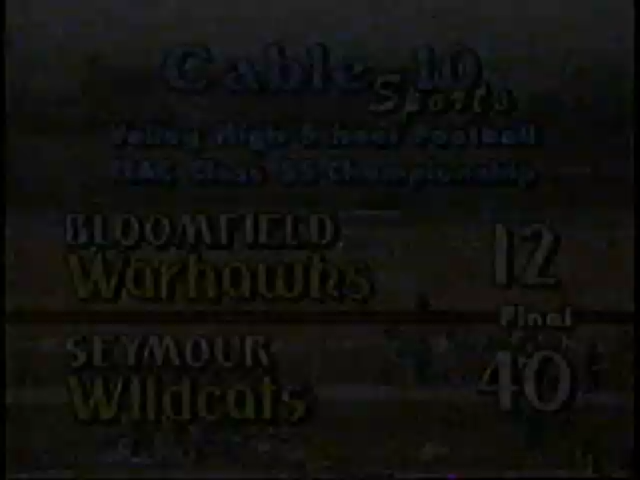 Cable 10
Sports
Valley High School Football
CIAC Class SS Championship
BLOOMFIELD
Warhawks 12
Final
SEYMOUR
Wildcats 40